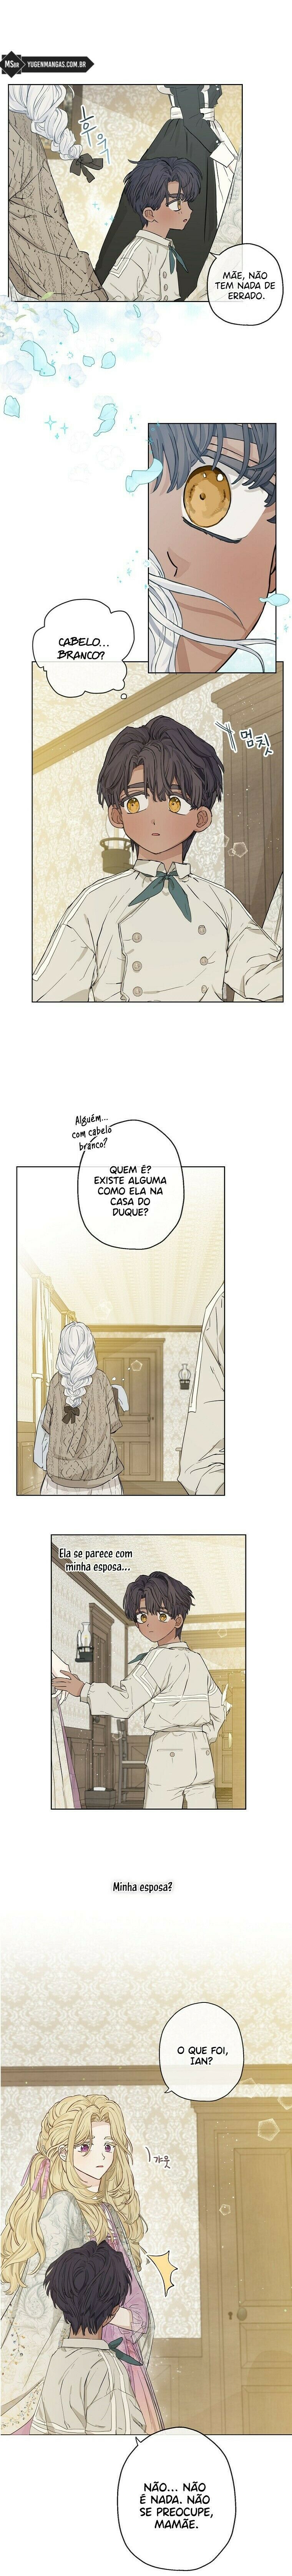 MSBR YUGENMANGAS.COM.BR
후우
MÃE, NÃO
TEM NADA DE
ERRADO.
CABELO...
BRANCO?
멈칫
Alguém...
com cabelo
branco?
QUEM É?
EXISTE ALGUMA
COMO ELA NA
CASA DO
DUQUE?
Ela se parece com
minha esposa...
Minha esposa?
O QUE FOI,
IAN?
갸웃
NÃO... NÃO
É NADA. NÃO
SE PREOCUPE,
MAMÃE.